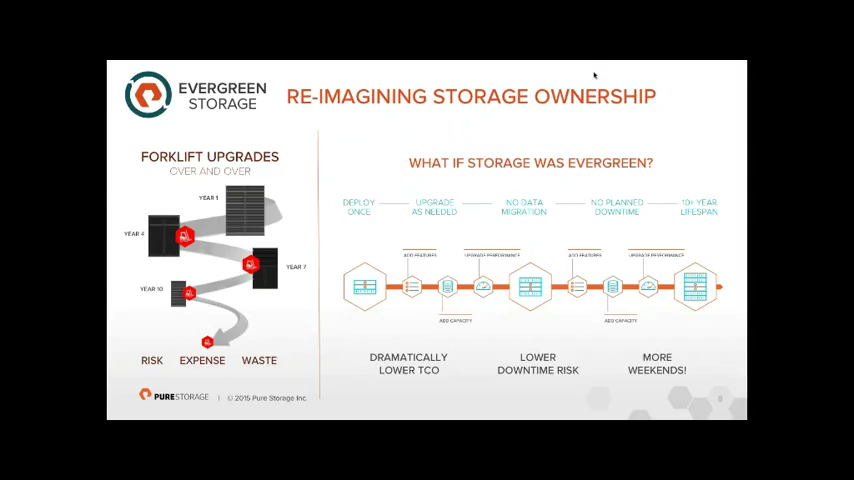 EVERGREEN
STORAGE
RE-IMAGINING STORAGE OWNERSHIP
FORKLIFT UPGRADES
OVER AND OVER
YEAR 1
YEAR 4
YEAR 7
YEAR 10
RISK EXPENSE WASTE
WHAT IF STORAGE WAS EVERGREEN?
DEPLOY
ONCE
UPGRADE
AS NEEDED
NO DATA
MIGRATION
NO PLANNED
DOWNTIME
10+ YEAR
LIFESPAN
ADD FEATURES
UPGRADE PERFORMANCE
ADD FEATURES
UPGRADE PERFORMANCE
ADD CAPACITY
ADD CAPACITY
DRAMATICALLY
LOWER TCO
LOWER
DOWNTIME RISK
MORE
WEEKENDS!
PURESTORAGE | © 2015 Pure Storage Inc.
8